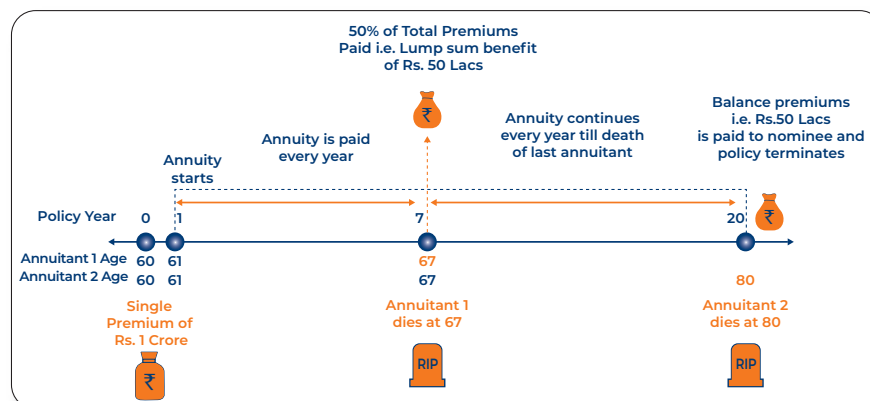 50% of Total Premiums
Paid i.e. Lump sum benefit
of Rs. 50 Lacs
₹
Annuity
starts
Annuity is paid
every year
Annuity continues
every year till death
of last annuitant
Balance premiums
i.e. Rs.50 Lacs
is paid to nominee and
policy terminates
₹
Policy Year 0 1 7 20
Annuitant 1 Age 60 61 67
Annuitant 2 Age 60 61 67 80
Single
Premium of
Rs. 1 Crore
₹
Annuitant 1
dies at 67
RIP
Annuitant 2
dies at 80
RIP